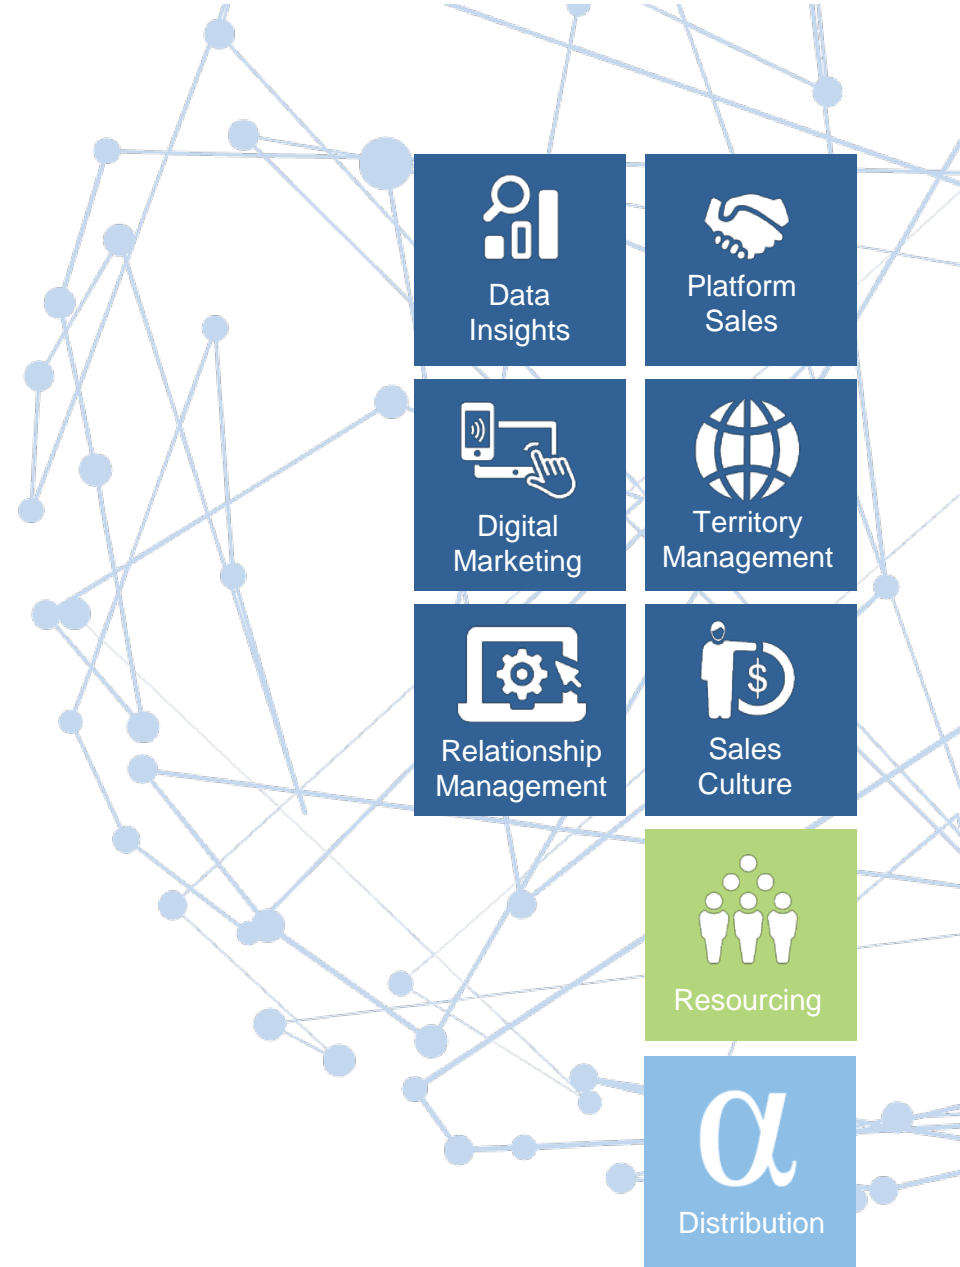 Data
Insights
Platform
Sales
Digital
Marketing
Territory
Management
Relationship
Management
$
Sales
Culture
Resourcing
α
Distribution